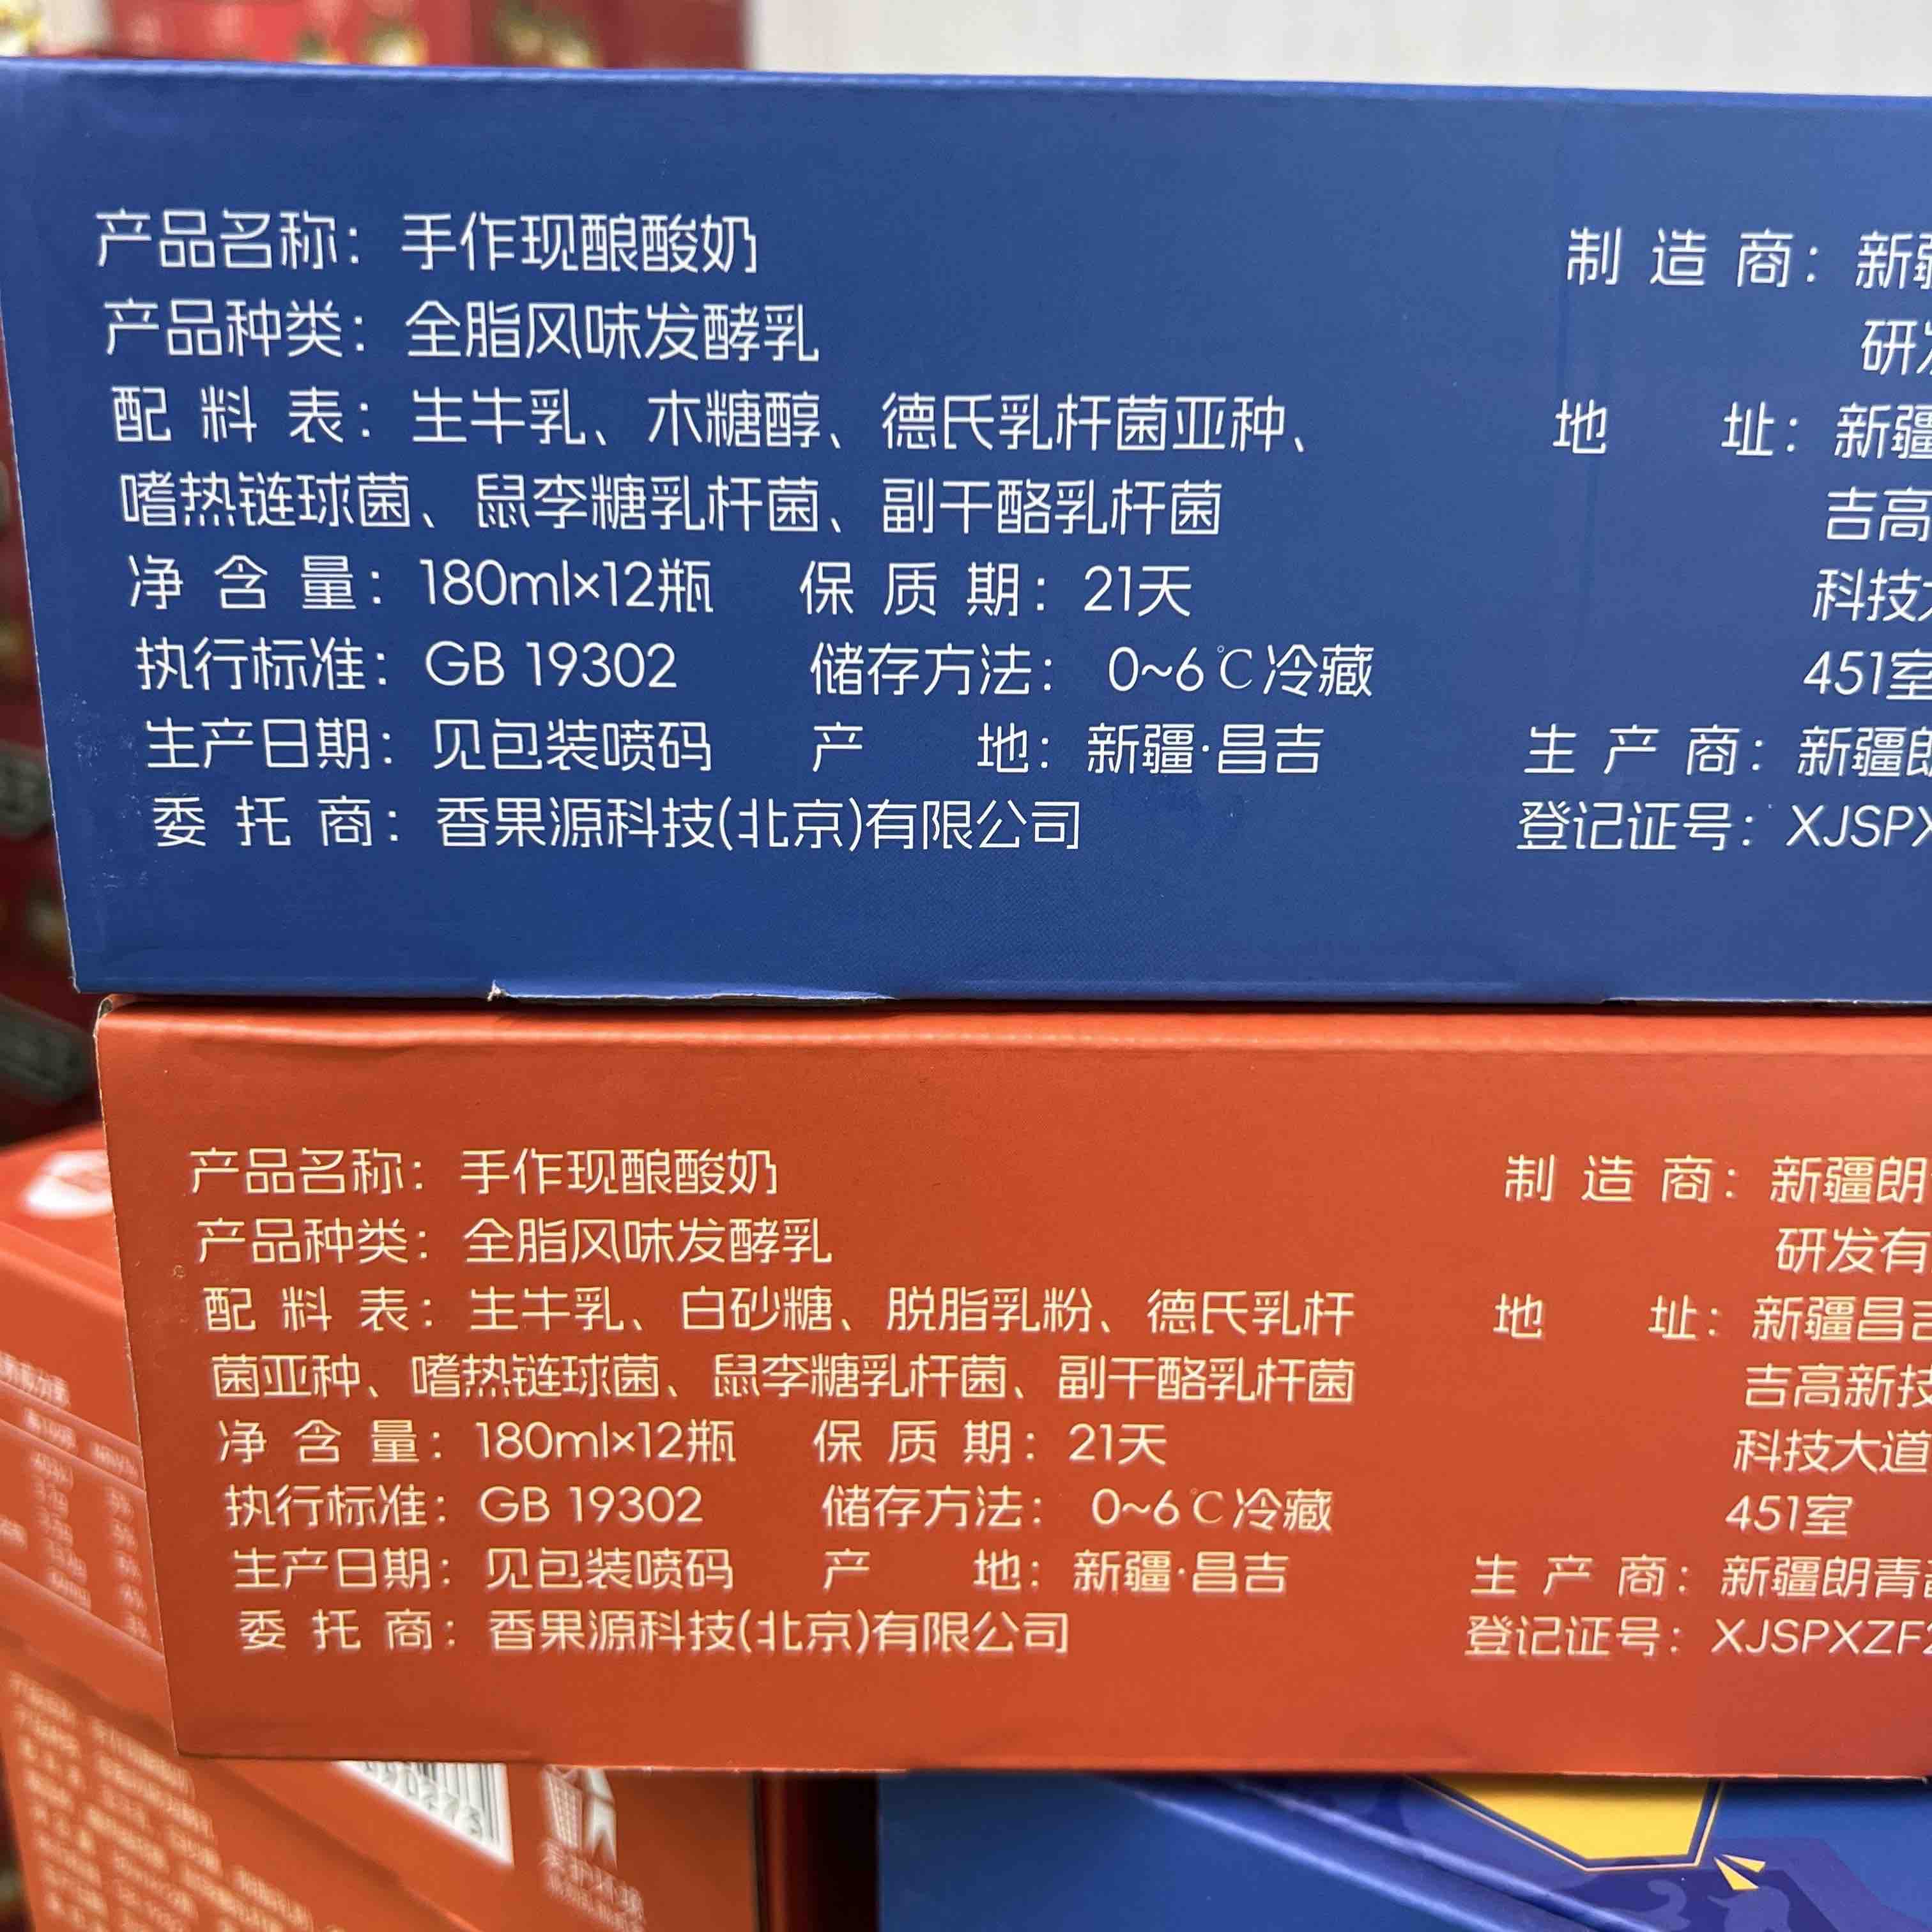 产品名称：手作现酿酸奶
产品种类：全脂风味发酵乳
配料表：生牛乳、木糖醇、德氏乳杆菌亚种、
嗜热链球菌、鼠李糖乳杆菌、副干酪乳杆菌
净含量：180ml×12瓶 保质期：21天
执行标准：GB 19302 储存方法：0~6℃冷藏
生产日期：见包装喷码 产地：新疆·昌吉
委托商：香果源科技(北京)有限公司
制造商：新疆
研发
地址：新疆
吉高
科技大
451室
生产商：新疆朗
登记证号：XJSPX
产品名称：手作现酿酸奶
产品种类：全脂风味发酵乳
配料表：生牛乳、白砂糖、脱脂乳粉、德氏乳杆
菌亚种、嗜热链球菌、鼠李糖乳杆菌、副干酪乳杆菌
净含量：180ml×12瓶 保质期：21天
执行标准：GB 19302 储存方法：0~6℃冷藏
生产日期：见包装喷码 产地：新疆·昌吉
委托商：香果源科技(北京)有限公司
制造商：新疆朗
研发有
地址：新疆昌吉
吉高新技
科技大道
451室
生产商：新疆朗青
登记证号：XJSPXZF2